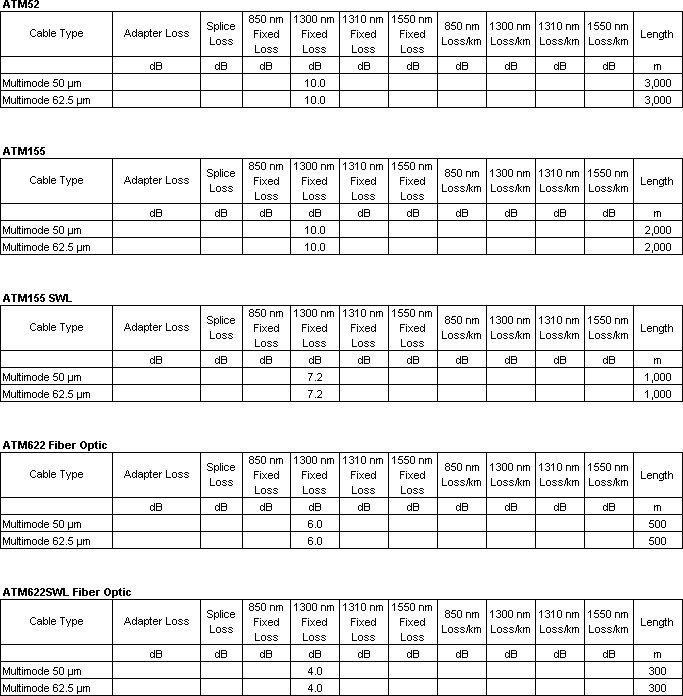 ATM52
Cable Type Adapter Loss Splice Loss 850 nm Fixed Loss 1300 nm Fixed Loss 1310 nm Fixed Loss 1550 nm Fixed Loss 850 nm Loss/km 1300 nm Loss/km 1310 nm Loss/km 1550 nm Loss/km Length
dB dB dB dB dB dB dB dB dB dB m
Multimode 50 µm 10.0 3,000
Multimode 62.5 µm 10.0 3,000
ATM155
Cable Type Adapter Loss Splice Loss 850 nm Fixed Loss 1300 nm Fixed Loss 1310 nm Fixed Loss 1550 nm Fixed Loss 850 nm Loss/km 1300 nm Loss/km 1310 nm Loss/km 1550 nm Loss/km Length
dB dB dB dB dB dB dB dB dB dB m
Multimode 50 µm 10.0 2,000
Multimode 62.5 µm 10.0 2,000
ATM155 SWL
Cable Type Adapter Loss Splice Loss 850 nm Fixed Loss 1300 nm Fixed Loss 1310 nm Fixed Loss 1550 nm Fixed Loss 850 nm Loss/km 1300 nm Loss/km 1310 nm Loss/km 1550 nm Loss/km Length
dB dB dB dB dB dB dB dB dB dB m
Multimode 50 µm 7.2 1,000
Multimode 62.5 µm 7.2 1,000
ATM622 Fiber Optic
Cable Type Adapter Loss Splice Loss 850 nm Fixed Loss 1300 nm Fixed Loss 1310 nm Fixed Loss 1550 nm Fixed Loss 850 nm Loss/km 1300 nm Loss/km 1310 nm Loss/km 1550 nm Loss/km Length
dB dB dB dB dB dB dB dB dB dB m
Multimode 50 µm 6.0 500
Multimode 62.5 µm 6.0 500
ATM622SWL Fiber Optic
Cable Type Adapter Loss Splice Loss 850 nm Fixed Loss 1300 nm Fixed Loss 1310 nm Fixed Loss 1550 nm Fixed Loss 850 nm Loss/km 1300 nm Loss/km 1310 nm Loss/km 1550 nm Loss/km Length
dB dB dB dB dB dB dB dB dB dB m
Multimode 50 µm 4.0 300
Multimode 62.5 µm 4.0 300